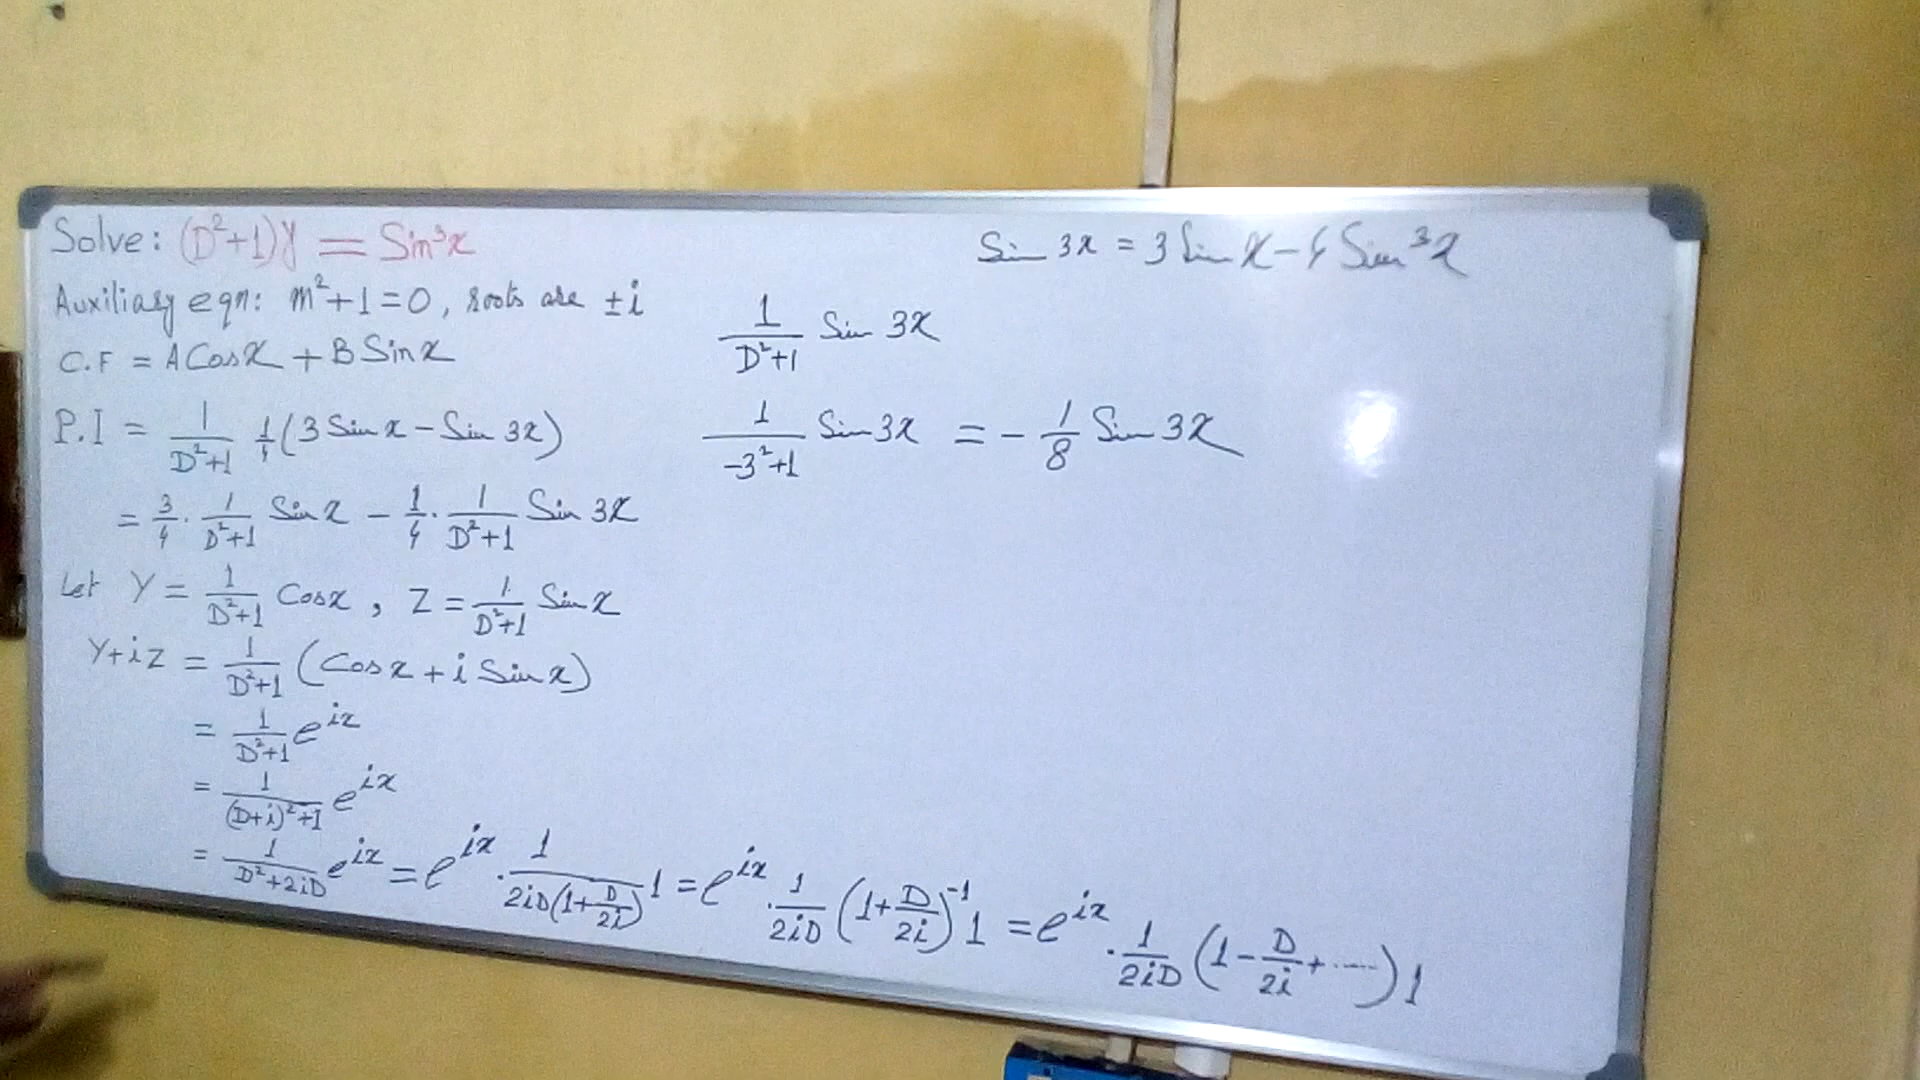 Solve: (D²+1)y = Sin³x
Sin 3x = 3 Sin x - 4 Sin³x
Auxiliary eqn: m²+1=0, roots are ±i
C.F = A Cosx + B Sinx
1/(D²+1) Sin 3x
P.I = 1/(D²+1) 1/4 (3 Sin x - Sin 3x)
1/(-3²+1) Sin 3x = - 1/8 Sin 3x
= 3/4 · 1/(D²+1) Sin x - 1/4 · 1/(D²+1) Sin 3x
Let Y = 1/(D²+1) Cosx , Z = 1/(D²+1) Sin x
Y+iZ = 1/(D²+1) (Cos x + i Sin x)
= 1/(D²+1) e^{ix}
= 1/((D+i)²+1) e^{ix}
= 1/(D²+2iD) e^{ix} = e^{ix} · 1/(2iD(1+D/2i)) 1 = e^{ix} · 1/(2iD) (1+D/2i)^{-1} 1 = e^{ix} · 1/(2iD) (1 - D/2i + ·····) 1